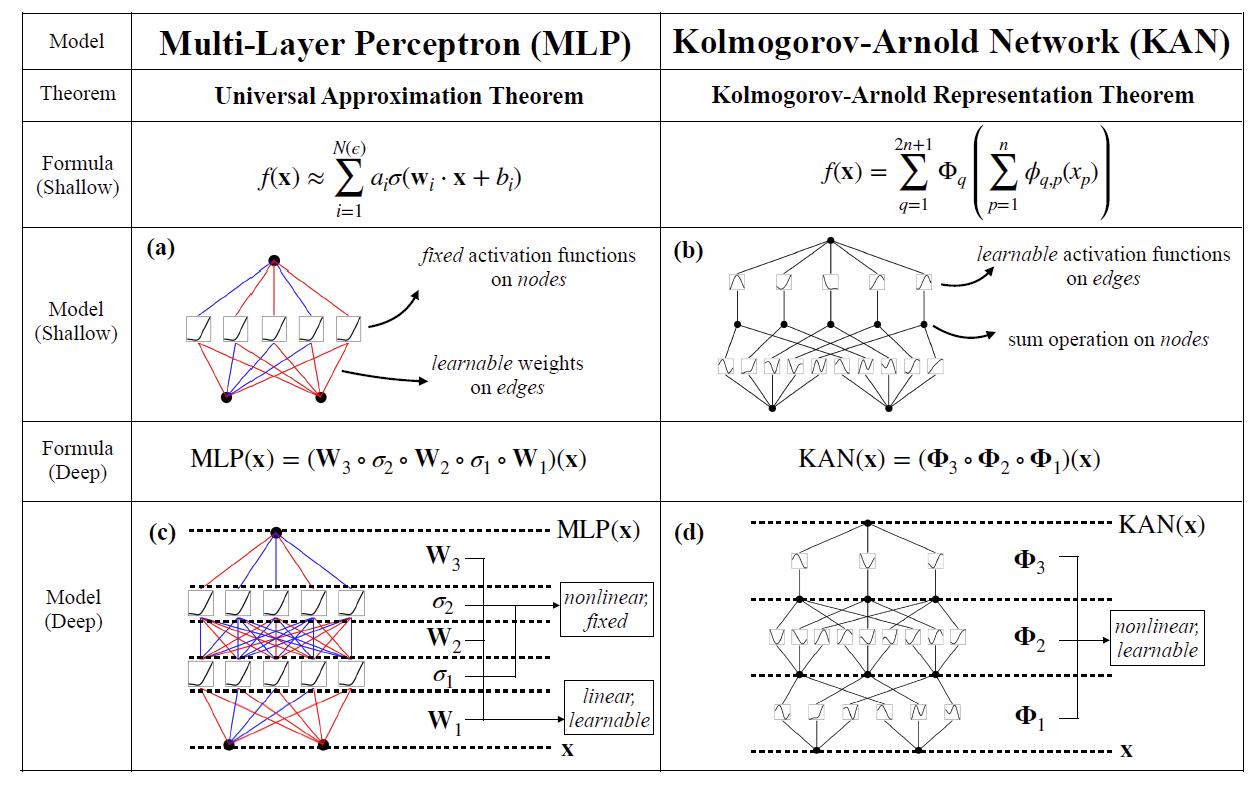 Model
Multi-Layer Perceptron (MLP)
Kolmogorov-Arnold Network (KAN)
Theorem
Universal Approximation Theorem
Kolmogorov-Arnold Representation Theorem
Formula
(Shallow)
f(x) ≈ ∑_{i=1}^{N(ϵ)} a_i σ(w_i · x + b_i)
f(x) = ∑_{q=1}^{2n+1} Φ_q ( ∑_{p=1}^{n} ϕ_{q,p}(x_p) )
Model
(Shallow)
(a)
fixed activation functions
on nodes
learnable weights
on edges
(b)
learnable activation functions
on edges
sum operation on nodes
Formula
(Deep)
MLP(x) = (W_3 ∘ σ_2 ∘ W_2 ∘ σ_1 ∘ W_1)(x)
KAN(x) = (Φ_3 ∘ Φ_2 ∘ Φ_1)(x)
Model
(Deep)
(c)
MLP(x)
W_3
σ_2
nonlinear,
fixed
W_2
σ_1
W_1
linear,
learnable
x
(d)
KAN(x)
Φ_3
Φ_2
nonlinear,
learnable
Φ_1
x